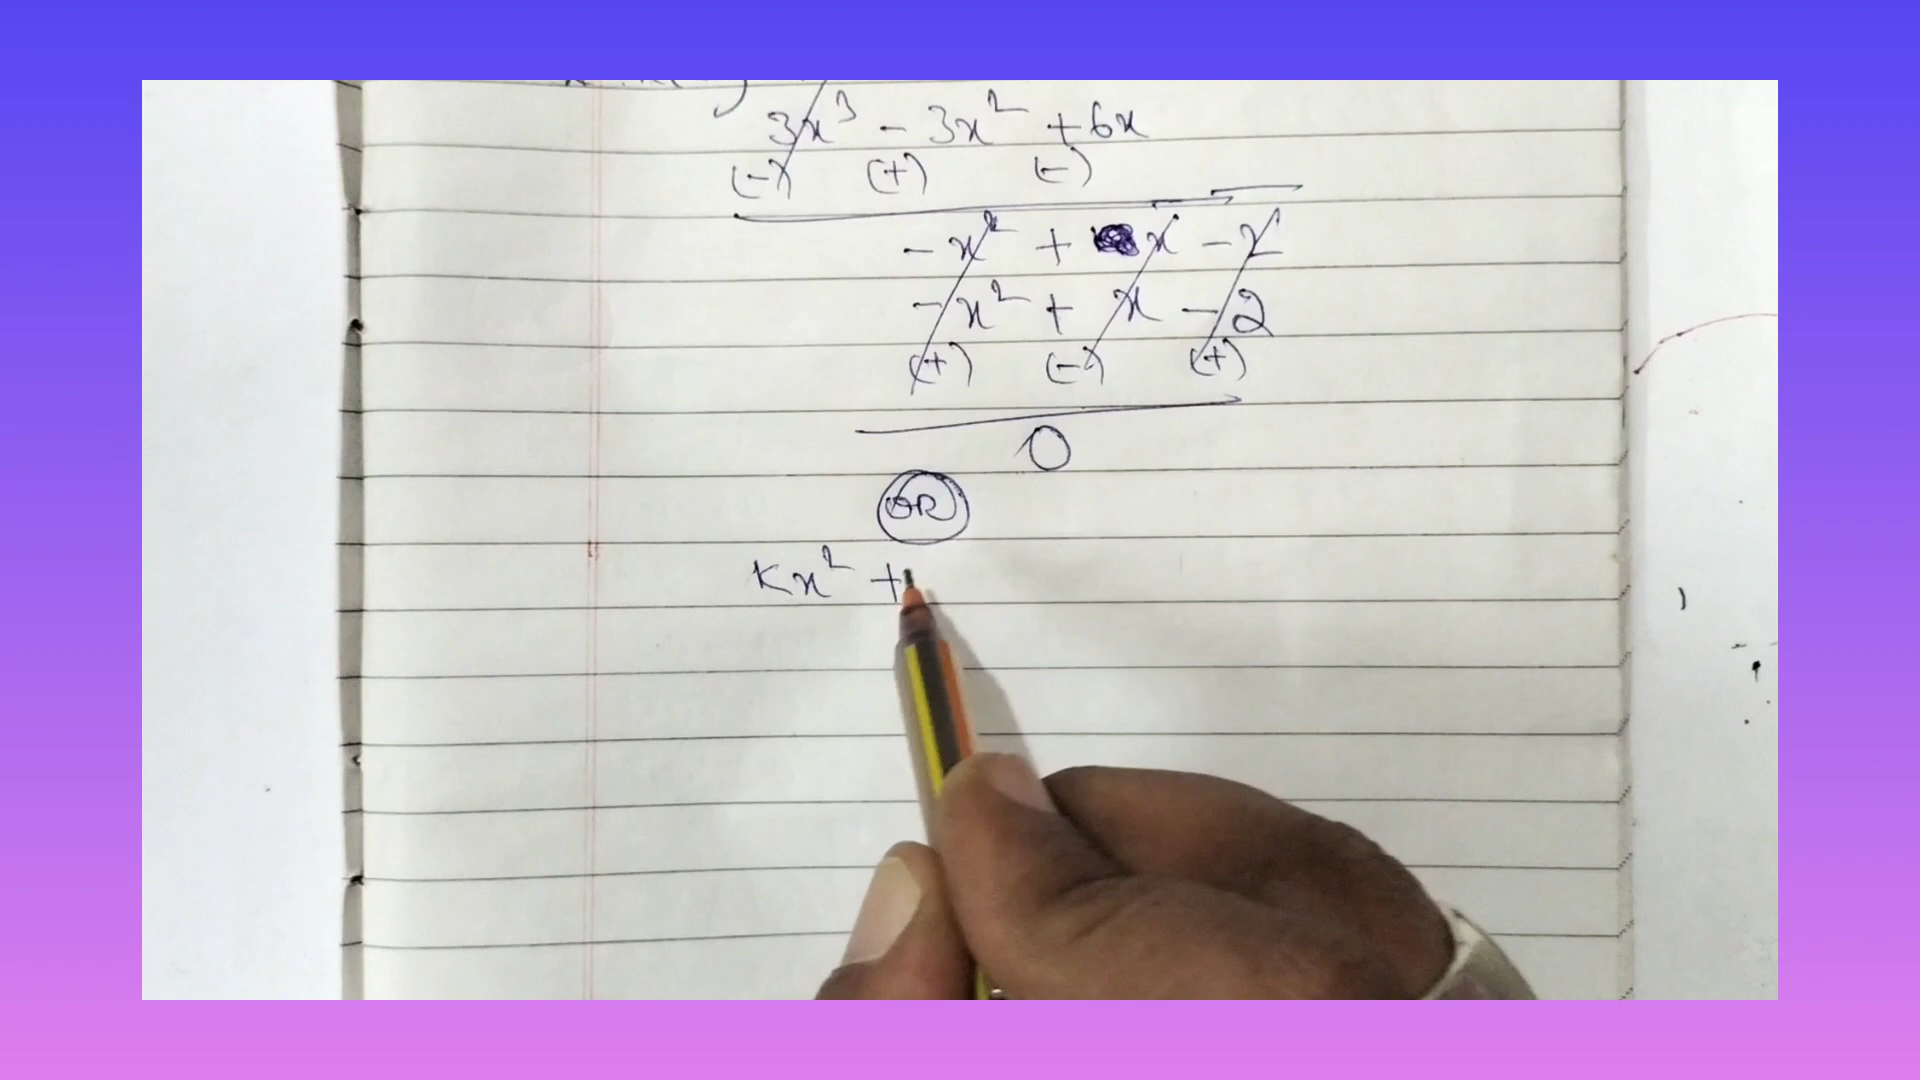 3x³ - 3x² + 6x
(-) (+) (-)
- x² + x - 2
- x² + x - 2
(+) (-) (+)
0
OR
Kx² +